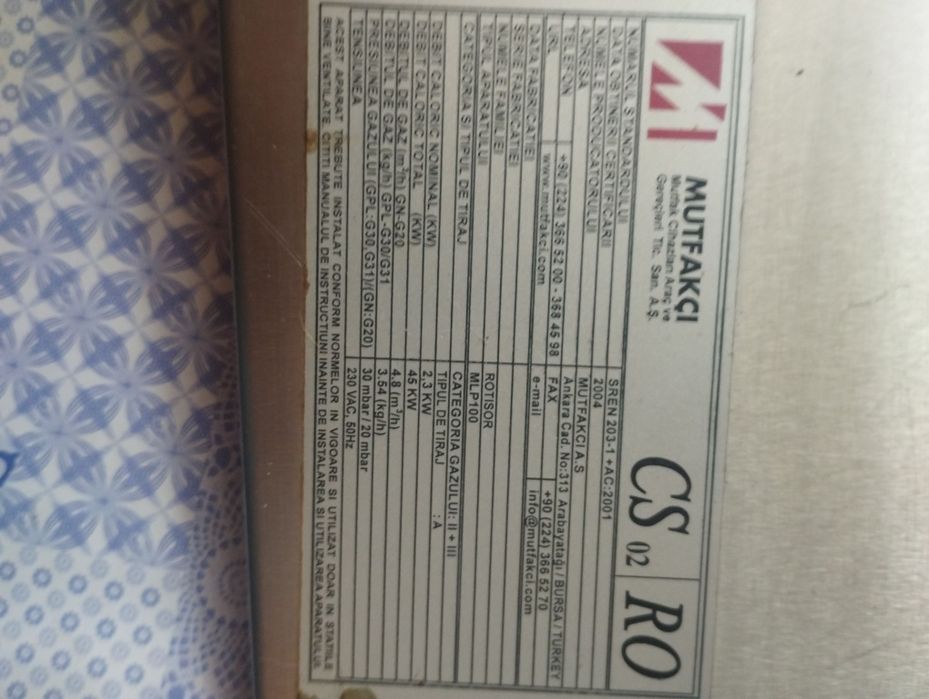 MUTFAKÇI
Mutfak Cihazları Araç ve
Gereçleri Tic. San. A.Ş.
CS 02 RO
NUMARUL STANDARDULUI SREN 203-1 +AC:2001
DATA OBTINERII CERTIFICARII 2004
NUMELE PRODUCATORULUI MUTFAKCI A.S
ADRESA Ankara Cad. No:313 Arabayatağı / BURSA / TURKEY
TELEFON +90 (224) 366 52 00 - 368 45 98 FAX +90 (224) 366 52 70
URL www.mutfakci.com e-mail info@mutfakci.com
DATA FABRICATIEI
SERIE FABRICATIEI
NUMELE FAMILIEI ROTISOR
TIPUL APARATULUI MLP100
CATEGORIA SI TIPUL DE TIRAJ CATEGORIA GAZULUI: II + III
TIPUL DE TIRAJ : A
DEBIT CALORIC NOMINAL (KW) 2,3 KW
DEBIT CALORIC TOTAL (KW) 45 KW
DEBITUL DE GAZ (m³/h) GN-G20 4,8 (m³/h)
DEBITUL DE GAZ (kg/h) GPL-G30/G31 3.54 (kg/h)
PRESIUNEA GAZULUI (GPL:G30,G31)/(GN:G20) 30 mbar / 20 mbar
TENSIUNEA 230 VAC, 50Hz
ACEST APARAT TREBUTE INSTALAT CONFORM NORMELOR IN VIGOARE SI UTILIZAT DOAR IN STATIILE
BINE VENTILATE CITITI MANUALUL DE INSTRUCTIUNI INAINTE DE INSTALAREA SI UTILIZAREA APARATULUI.